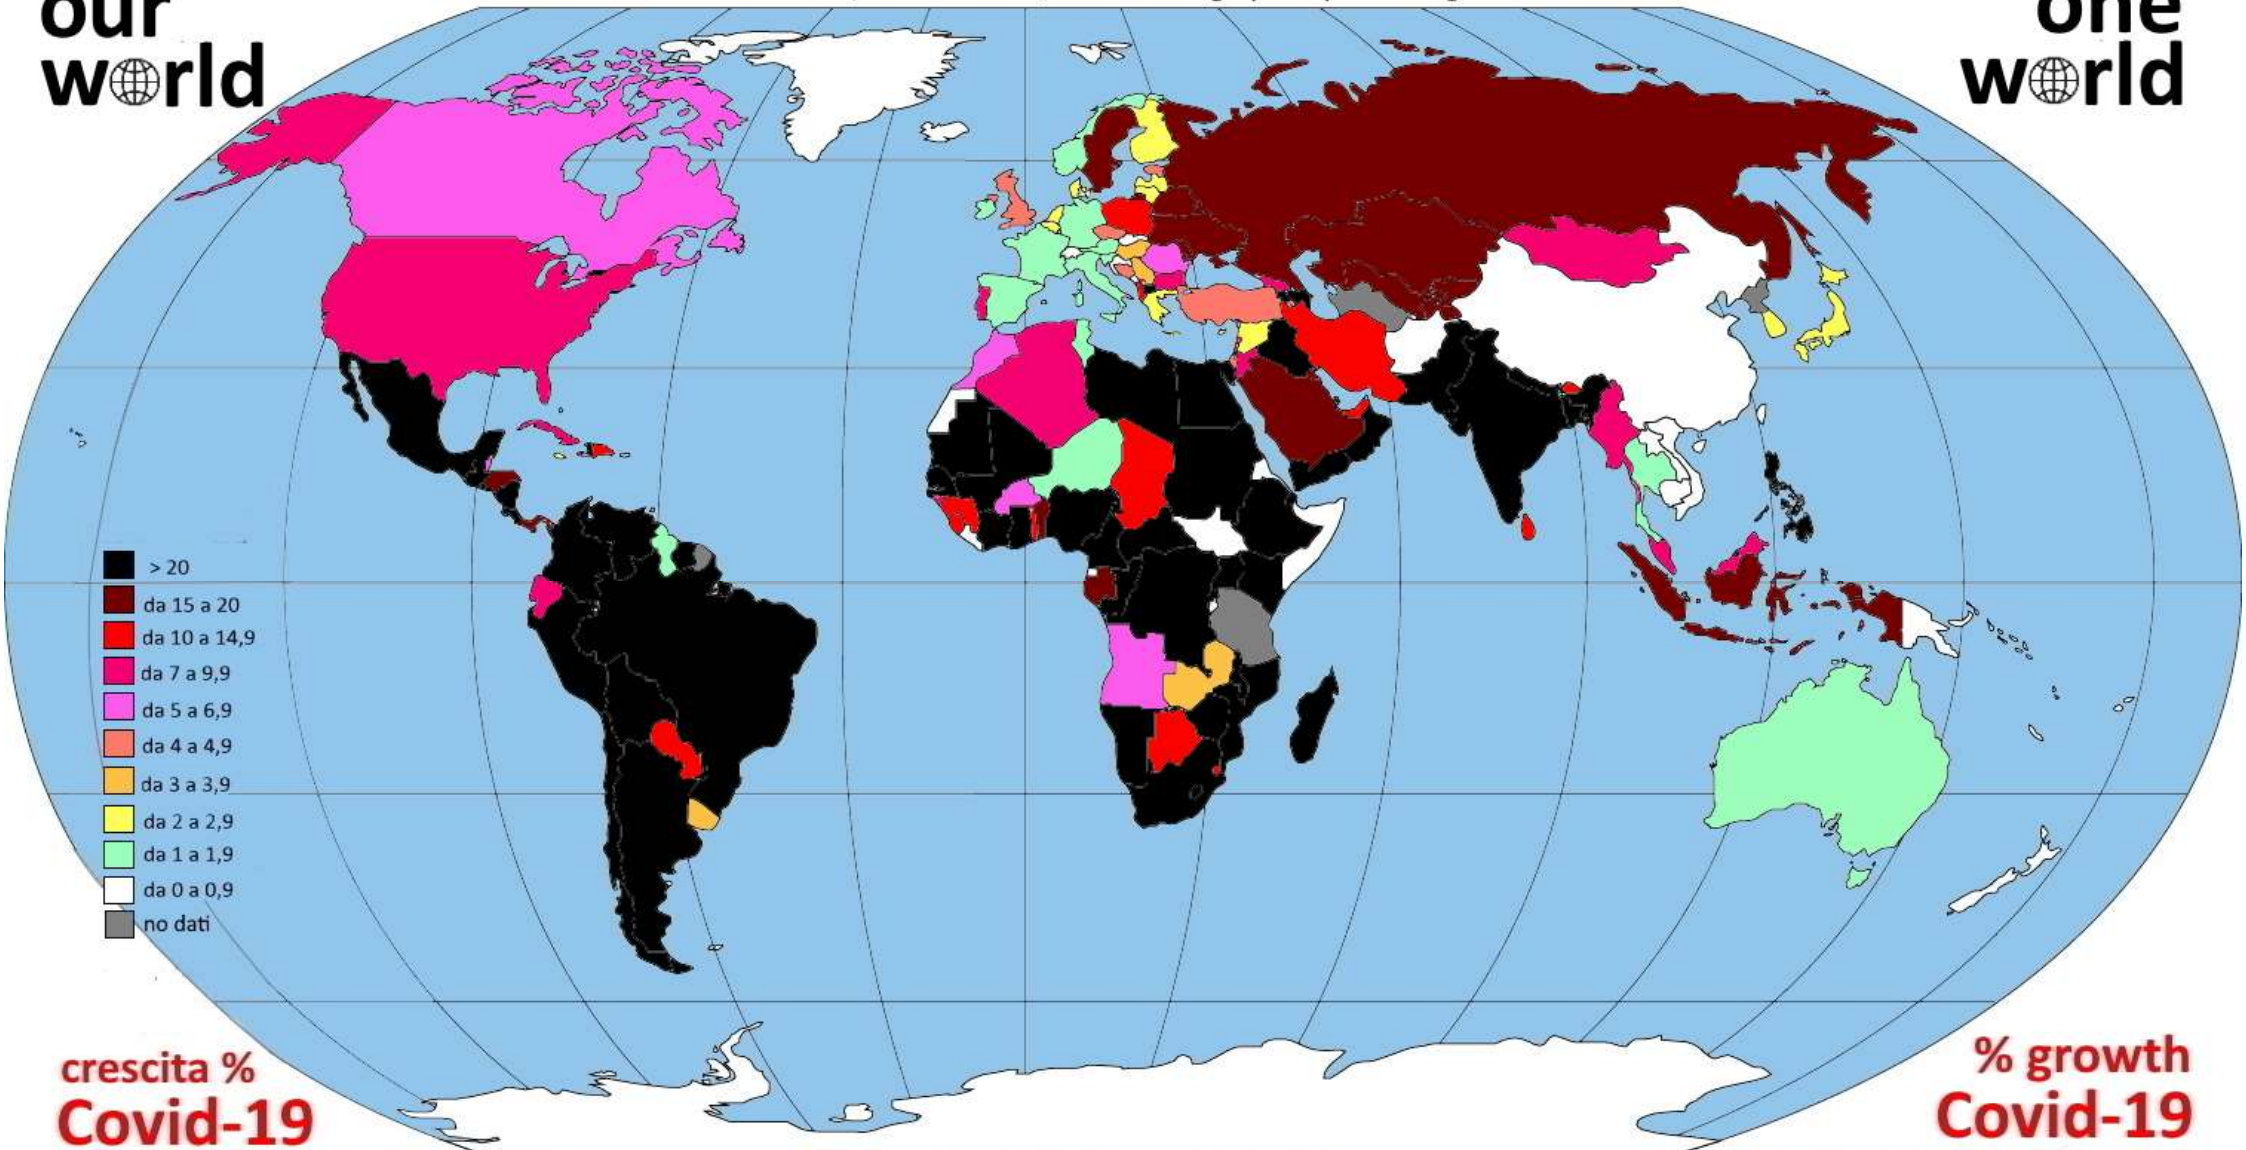 our
world
one
world
> 20
da 15 a 20
da 10 a 14,9
da 7 a 9,9
da 5 a 6,9
da 4 a 4,9
da 3 a 3,9
da 2 a 2,9
da 1 a 1,9
da 0 a 0,9
no dati
crescita %
Covid-19
% growth
Covid-19